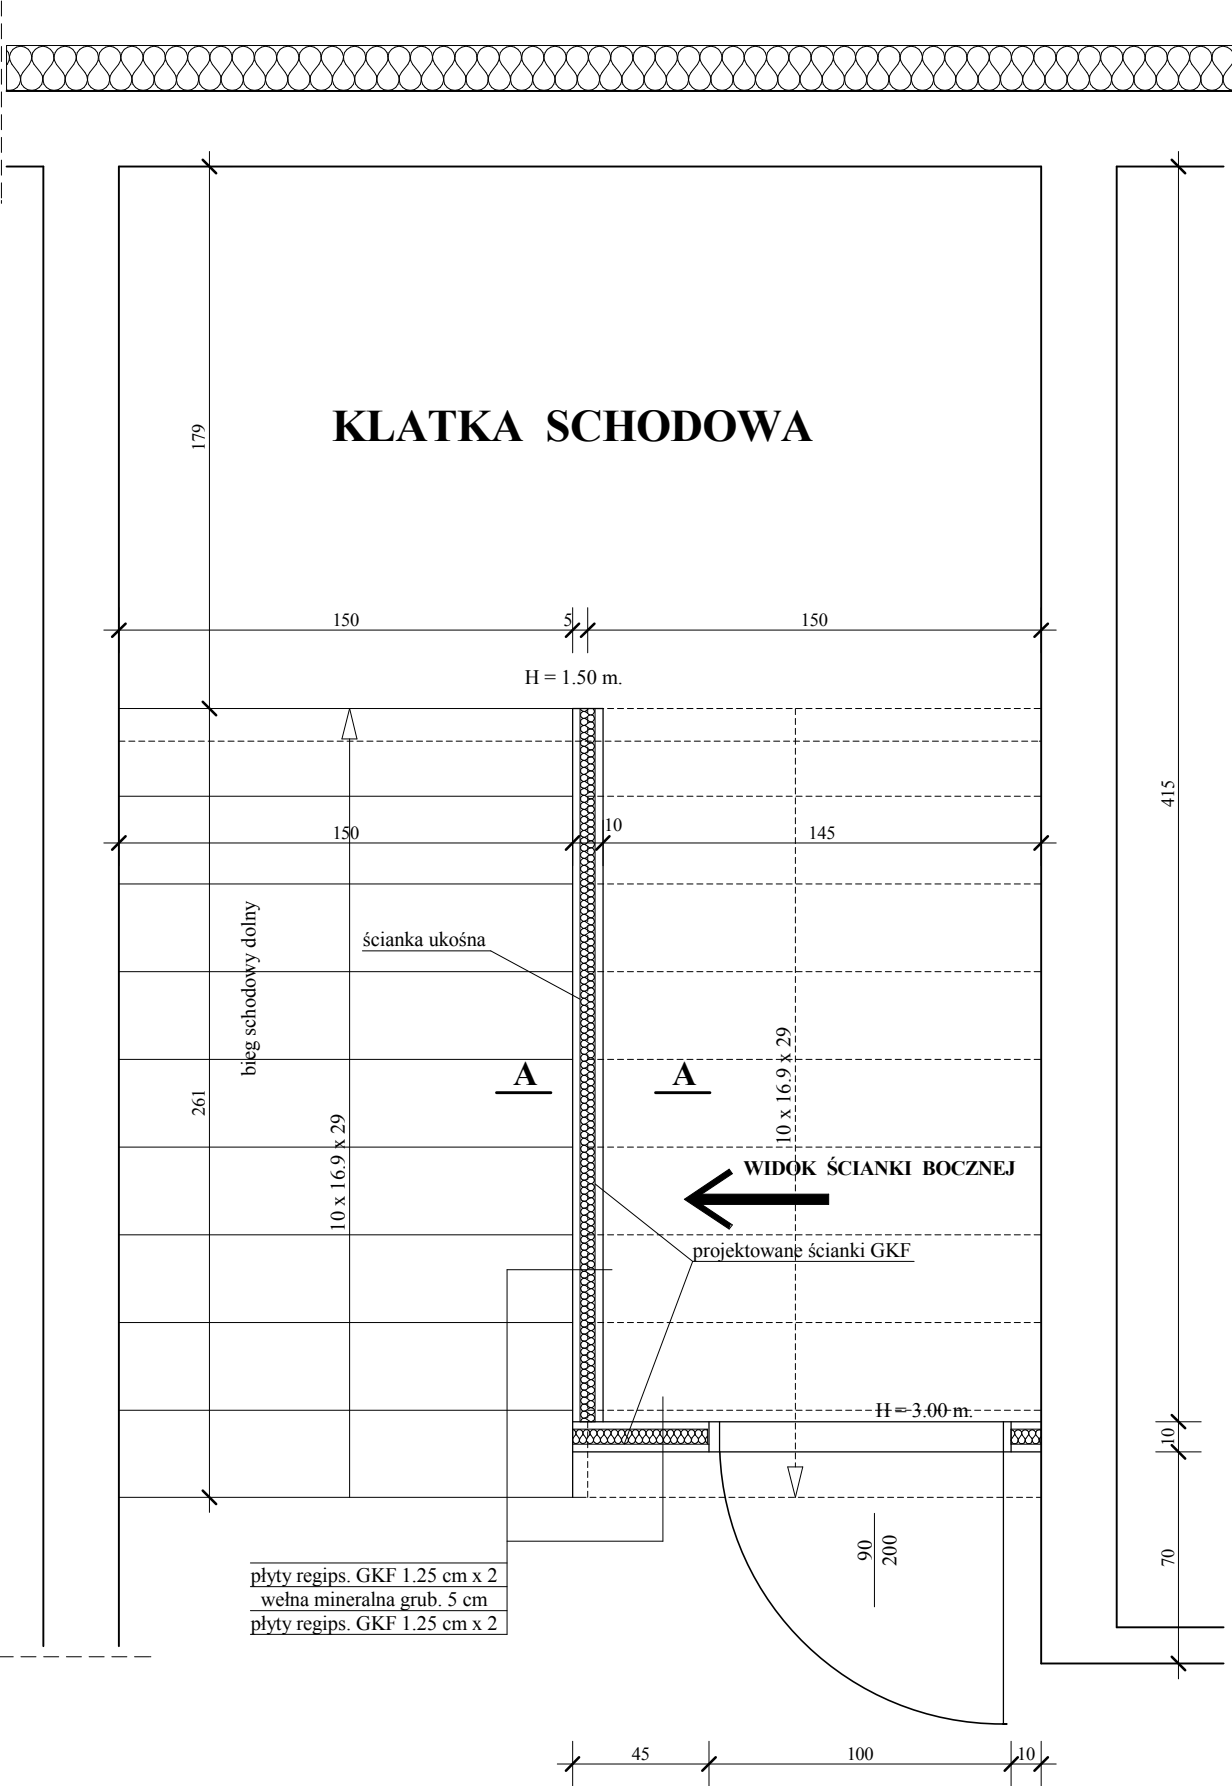 KLATKA SCHODOWA
179
150
5
150
H = 1.50 m.
415
150
10
145
bieg schodowy dolny
ścianka ukośna
A
A
261
10 x 16.9 x 29
10 x 16.9 x 29
WIDOK ŚCIANKI BOCZNEJ
projektowane ścianki GKF
H = 3.00 m.
10
90
200
70
płyty regips. GKF 1.25 cm x 2
wełna mineralna grub. 5 cm
płyty regips. GKF 1.25 cm x 2
45
100
10